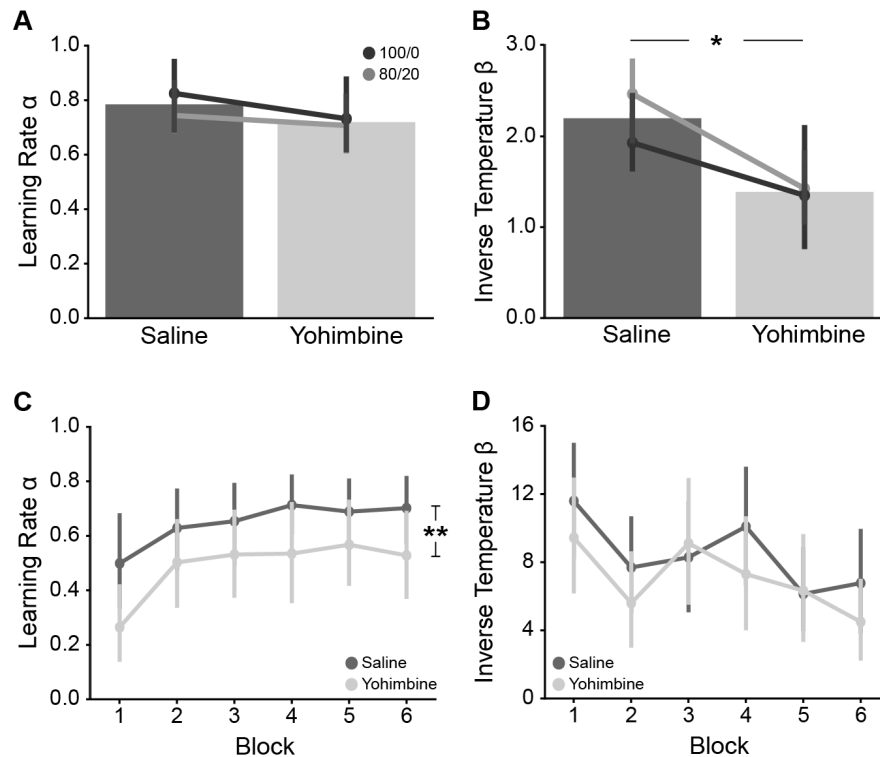 A
Learning Rate α
1.0
0.8
0.6
0.4
0.2
0.0
100/0
80/20
Saline
Yohimbine
B
Inverse Temperature β
3.0
2.0
1.0
0.0
*
Saline
Yohimbine
C
Learning Rate α
1.0
0.8
0.6
0.4
0.2
0.0
**
Saline
Yohimbine
1 2 3 4 5 6
Block
D
Inverse Temperature β
16
12
8
4
0
Saline
Yohimbine
1 2 3 4 5 6
Block